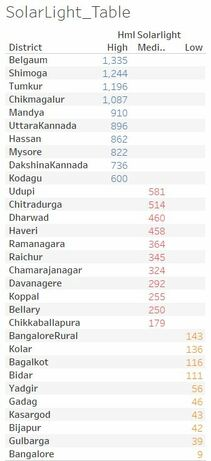 SolarLight_Table
Hml Solarlight
District High Medi.. Low
Belgaum 1,335
Shimoga 1,244
Tumkur 1,196
Chikmagalur 1,087
Mandya 910
UttaraKannada 896
Hassan 862
Mysore 822
DakshinaKannada 736
Kodagu 600
Udupi 581
Chitradurga 514
Dharwad 460
Haveri 458
Ramanagara 364
Raichur 345
Chamarajanagar 324
Davanagere 292
Koppal 255
Bellary 250
Chikkaballapura 179
BangaloreRural 143
Kolar 136
Bagalkot 116
Bidar 111
Yadgir 56
Gadag 46
Kasargod 43
Bijapur 42
Gulbarga 39
Bangalore 9